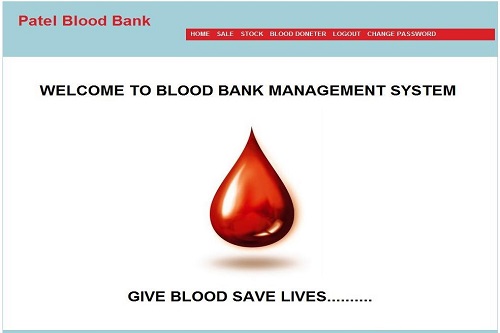 Patel Blood Bank
HOME SALE STOCK BLOOD DONETER LOGOUT CHANGE PASSWORD
WELCOME TO BLOOD BANK MANAGEMENT SYSTEM
GIVE BLOOD SAVE LIVES..........